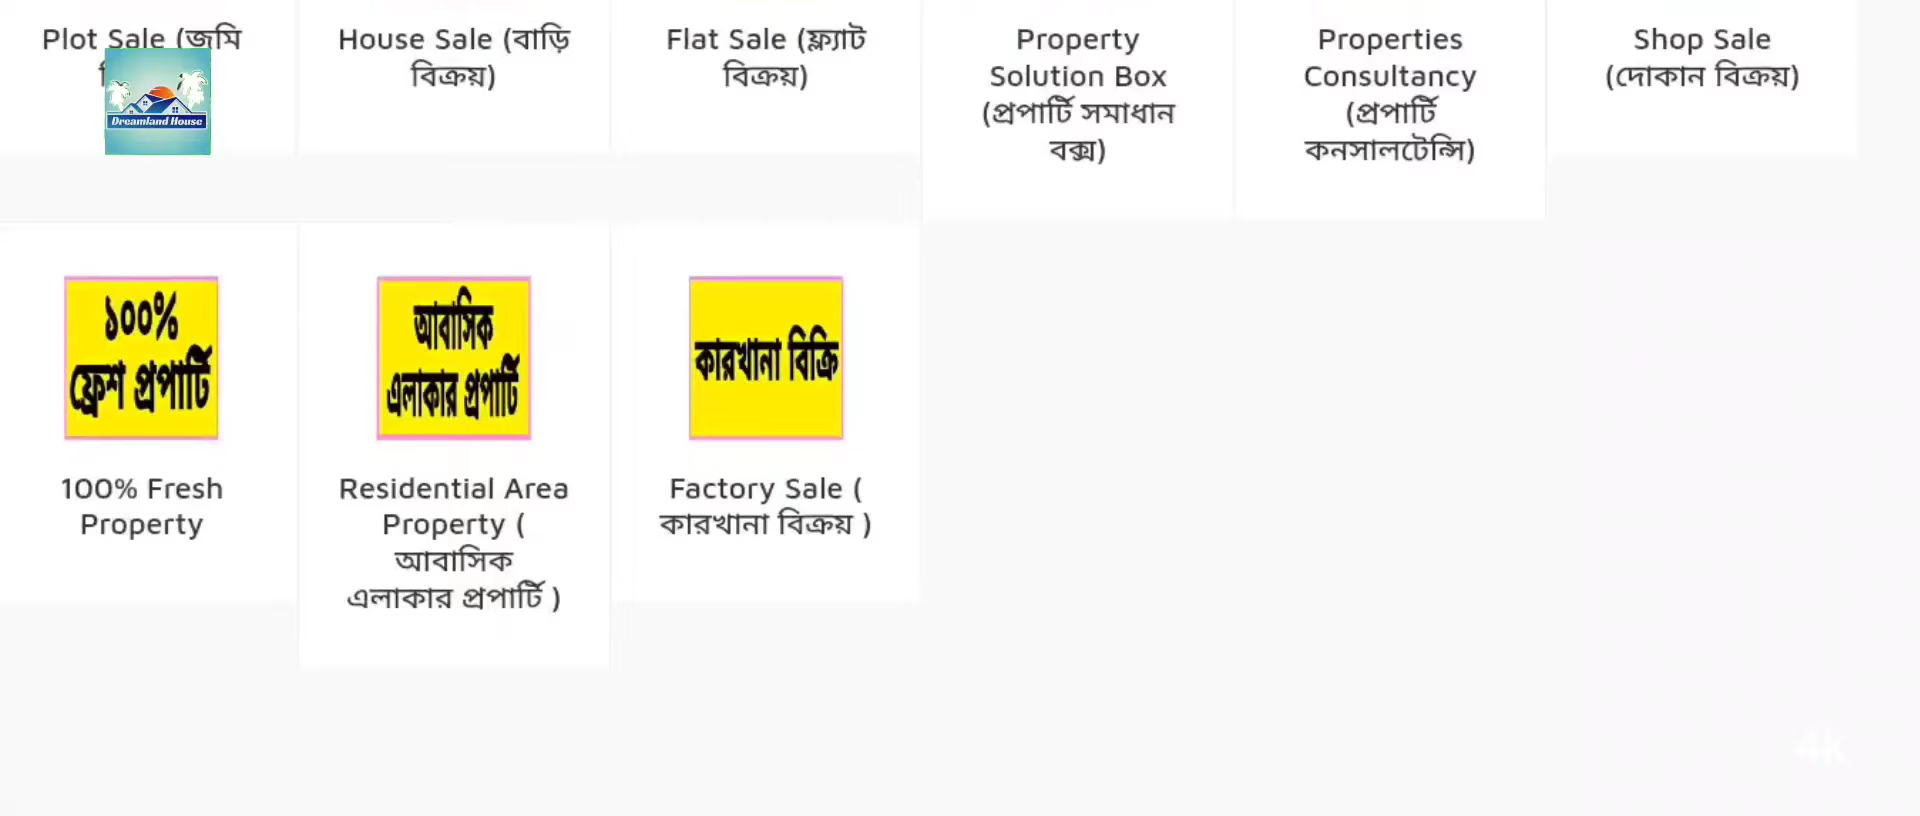 Plot Sale (জমি
House Sale (বাড়ি
বিক্রয়)
Flat Sale (ফ্ল্যাট
বিক্রয়)
Property
Solution Box
(প্রপার্টি সমাধান
বক্স)
Properties
Consultancy
(প্রপার্টি
কনসালটেন্সি)
Shop Sale
(দোকান বিক্রয়)
Dreamland House
১০০%
ফ্রেশ প্রপার্টি
100% Fresh
Property
আবাসিক
এলাকার প্রপার্টি
Residential Area
Property (
আবাসিক
এলাকার প্রপার্টি )
কারখানা বিক্রি
Factory Sale (
কারখানা বিক্রয় )
4K